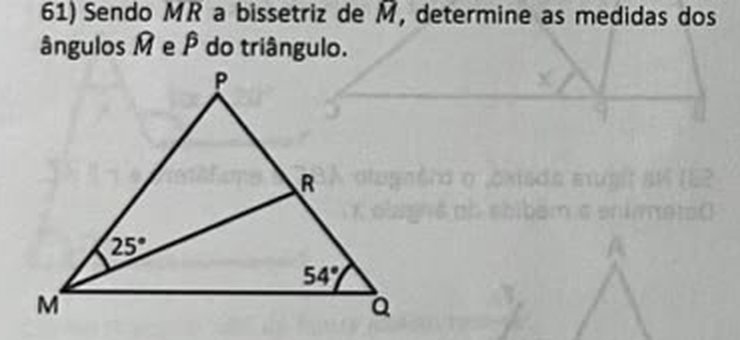 61) Sendo MR a bissetriz de M̂, determine as medidas dos
ângulos M̂ e P̂ do triângulo.
P
R
25°
54°
M
Q